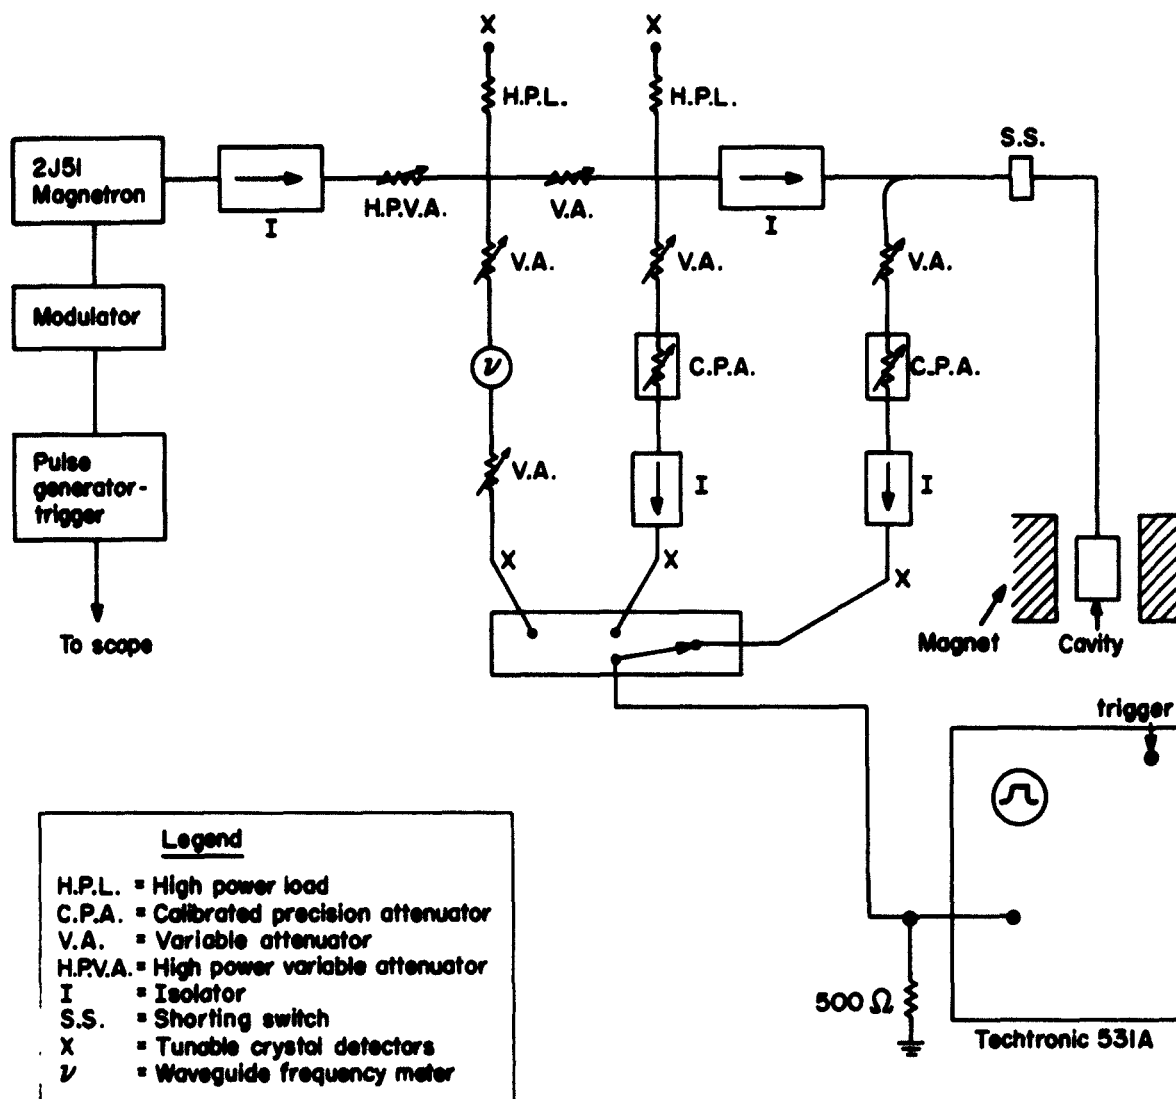 X X
H.P.L. H.P.L.
S.S.
2J51
Magnetron
I
H.P.V.A.
V.A.
I
V.A. V.A. V.A.
Modulator
ν
C.P.A. C.P.A.
Pulse
generator-
trigger
V.A.
I I
X X X
To scope
Magnet Cavity
trigger
500 Ω
Techtronic 531A
Legend
H.P.L. = High power load
C.P.A. = Calibrated precision attenuator
V.A. = Variable attenuator
H.P.V.A. = High power variable attenuator
I = Isolator
S.S. = Shorting switch
X = Tunable crystol detectors
ν = Waveguide frequency meter